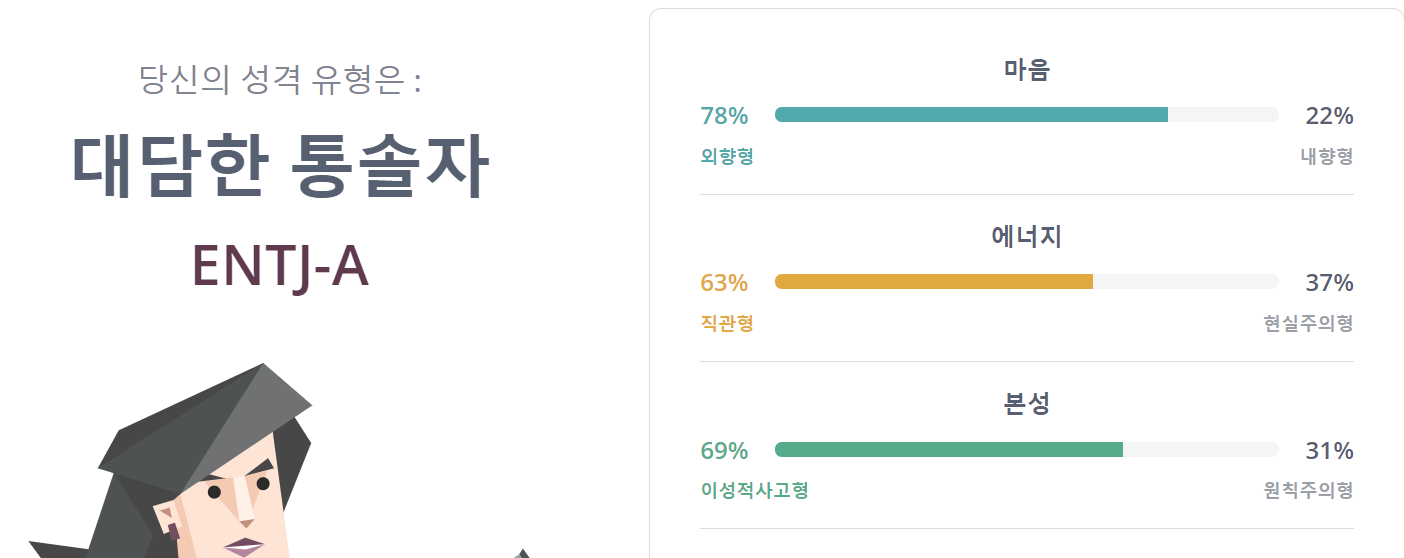 당신의 성격 유형은 :
대담한 통솔자
ENTJ-A
마음
78% 22%
외향형 내향형
에너지
63% 37%
직관형 현실주의형
본성
69% 31%
이성적사고형 원칙주의형